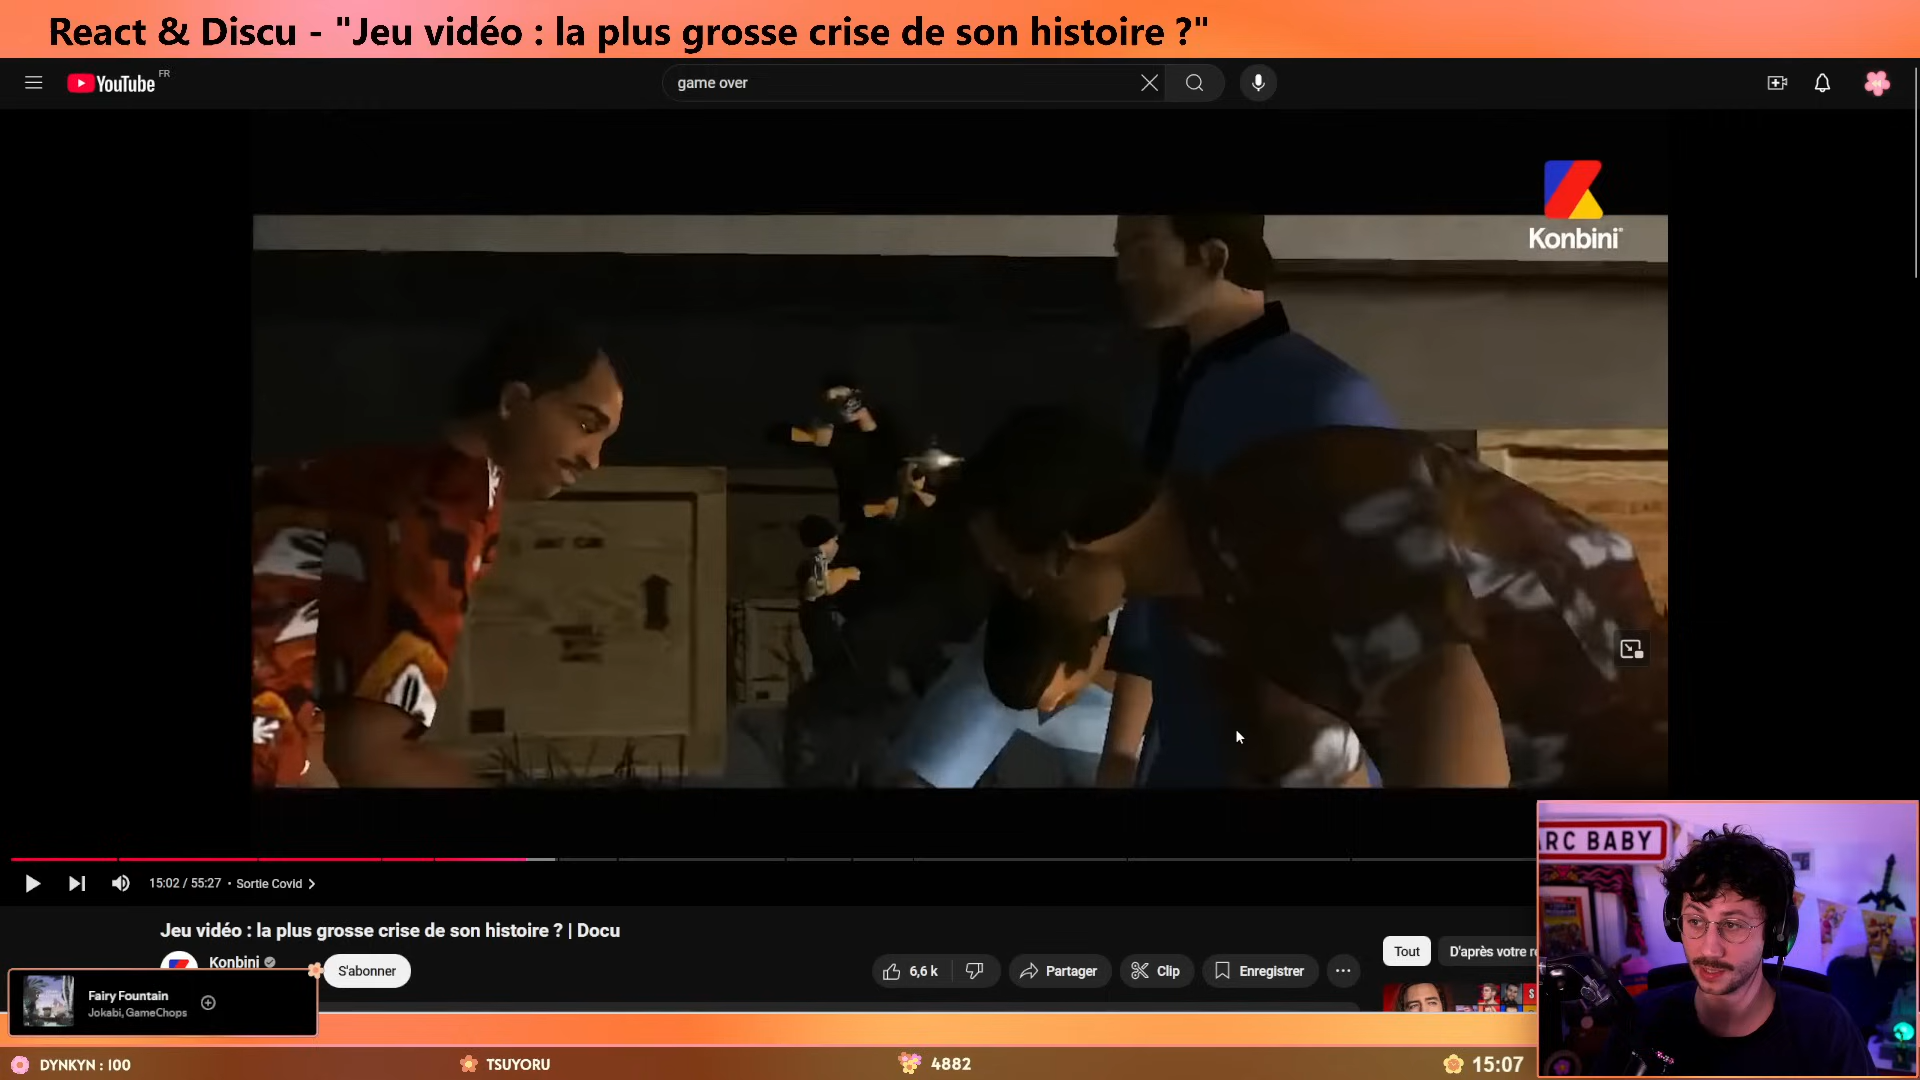 React & Discu - "Jeu vidéo : la plus grosse crise de son histoire ?"
YouTube FR
game over
Konbini
15:02 / 55:27 • Sortie Covid
Jeu vidéo : la plus grosse crise de son histoire ? | Docu
Konbini
S'abonner
6,6 k
Partager
Clip
Enregistrer
Tout
D'après votre re
ARC BABY
Fairy Fountain
Jokabi, GameChops
DYNKYN : 100
TSUYORU
4882
15:07